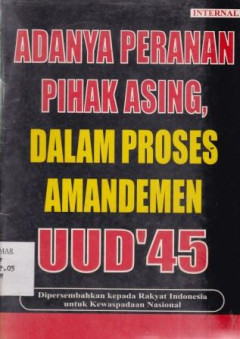 INTERNAL
ADANYA PERANAN
PIHAK ASING,
DALAM PROSES
AMANDEMEN
UUD'45
Dipersembahkan kepada Rakyat Indonesia
untuk Kewaspadaan Nasional